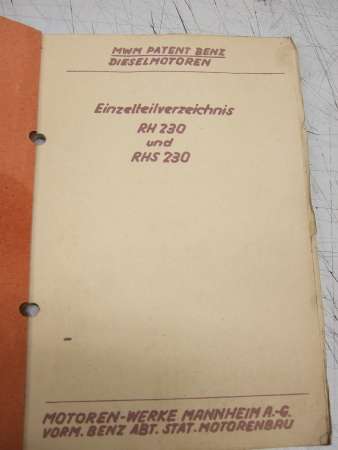 MWM PATENT BENZ
DIESELMOTOREN
Einzelteilverzeichnis
RH 230
und
RHS 230
MOTOREN-WERKE MANNHEIM A.-G.
VORM. BENZ ABT. STAT. MOTORENBAU